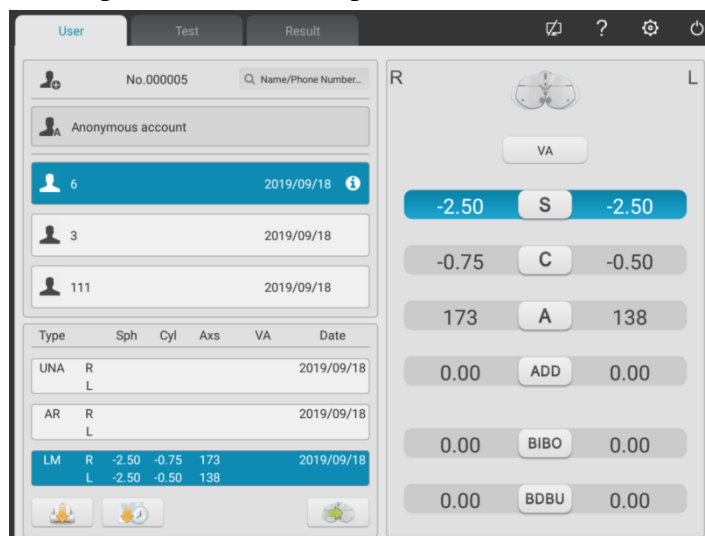 User Test Result ?
No.000005 Name/Phone Number...
A Anonymous account
6 2019/09/18 i
3 2019/09/18
111 2019/09/18
Type Sph Cyl Axs VA Date
UNA R 2019/09/18
L
AR R 2019/09/18
L
LM R -2.50 -0.75 173 2019/09/18
L -2.50 -0.50 138
R L
VA
-2.50 S -2.50
-0.75 C -0.50
173 A 138
0.00 ADD 0.00
0.00 BIBO 0.00
0.00 BDBU 0.00